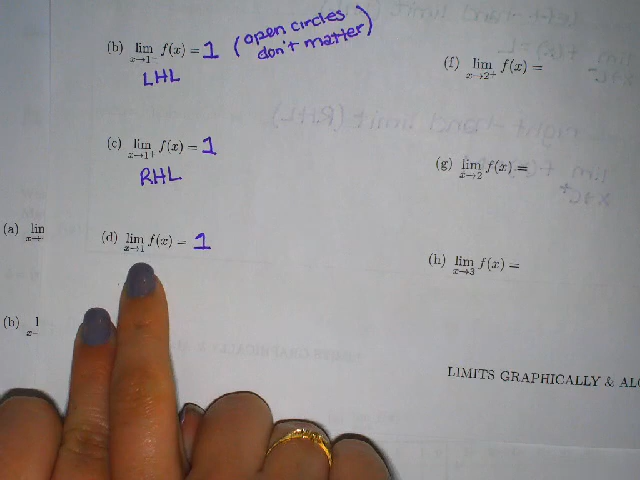 (b) lim x→1⁻ f(x) = 1 (open circles
don't matter)
LHL
(c) lim x→1⁺ f(x) = 1
RHL
(d) lim x→1 f(x) = 1
(a) lim
(b)
(f) lim x→2⁺ f(x) =
(g) lim x→2 f(x) =
(h) lim x→3 f(x) =
LIMITS GRAPHICALLY &